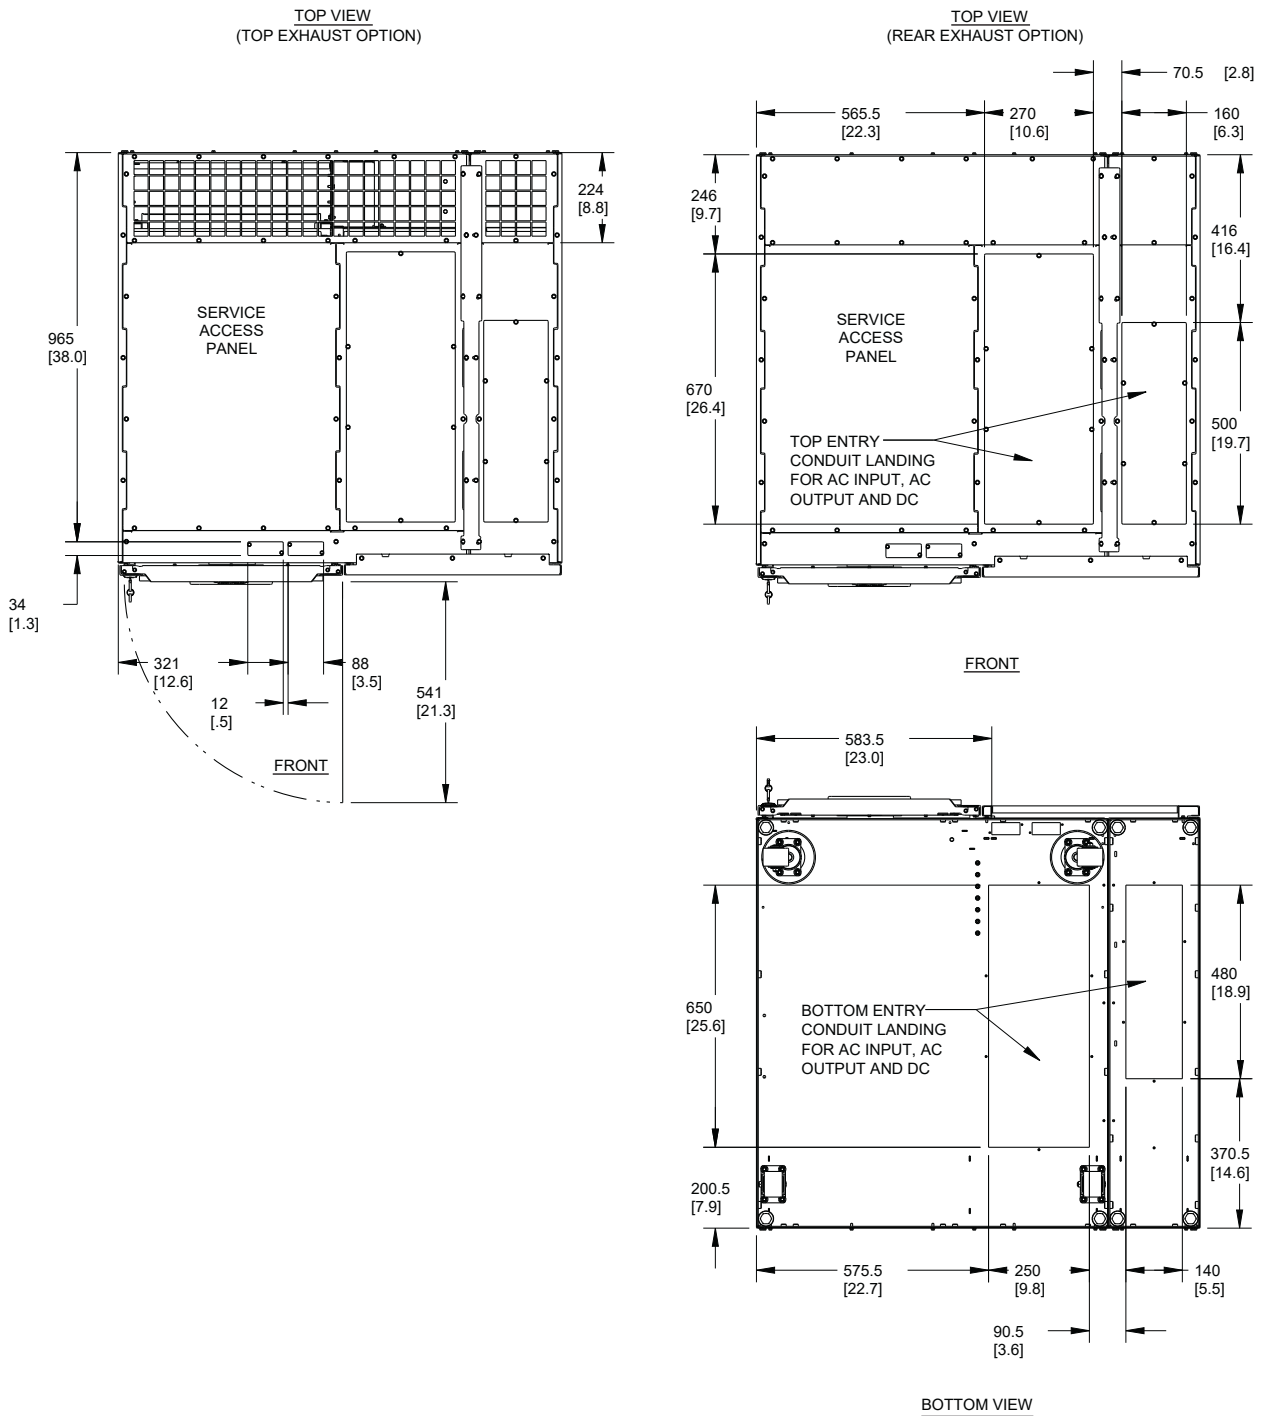 TOP VIEW
(TOP EXHAUST OPTION)
224
[8.8]
SERVICE
ACCESS
PANEL
965
[38.0]
34
[1.3]
321
[12.6]
88
[3.5]
12
[.5]
541
[21.3]
FRONT
TOP VIEW
(REAR EXHAUST OPTION)
70.5 [2.8]
565.5
[22.3]
270
[10.6]
160
[6.3]
246
[9.7]
416
[16.4]
SERVICE
ACCESS
PANEL
670
[26.4]
500
[19.7]
TOP ENTRY
CONDUIT LANDING
FOR AC INPUT, AC
OUTPUT AND DC
FRONT
583.5
[23.0]
480
[18.9]
650
[25.6]
BOTTOM ENTRY
CONDUIT LANDING
FOR AC INPUT, AC
OUTPUT AND DC
370.5
[14.6]
200.5
[7.9]
575.5
[22.7]
250
[9.8]
140
[5.5]
90.5
[3.6]
BOTTOM VIEW